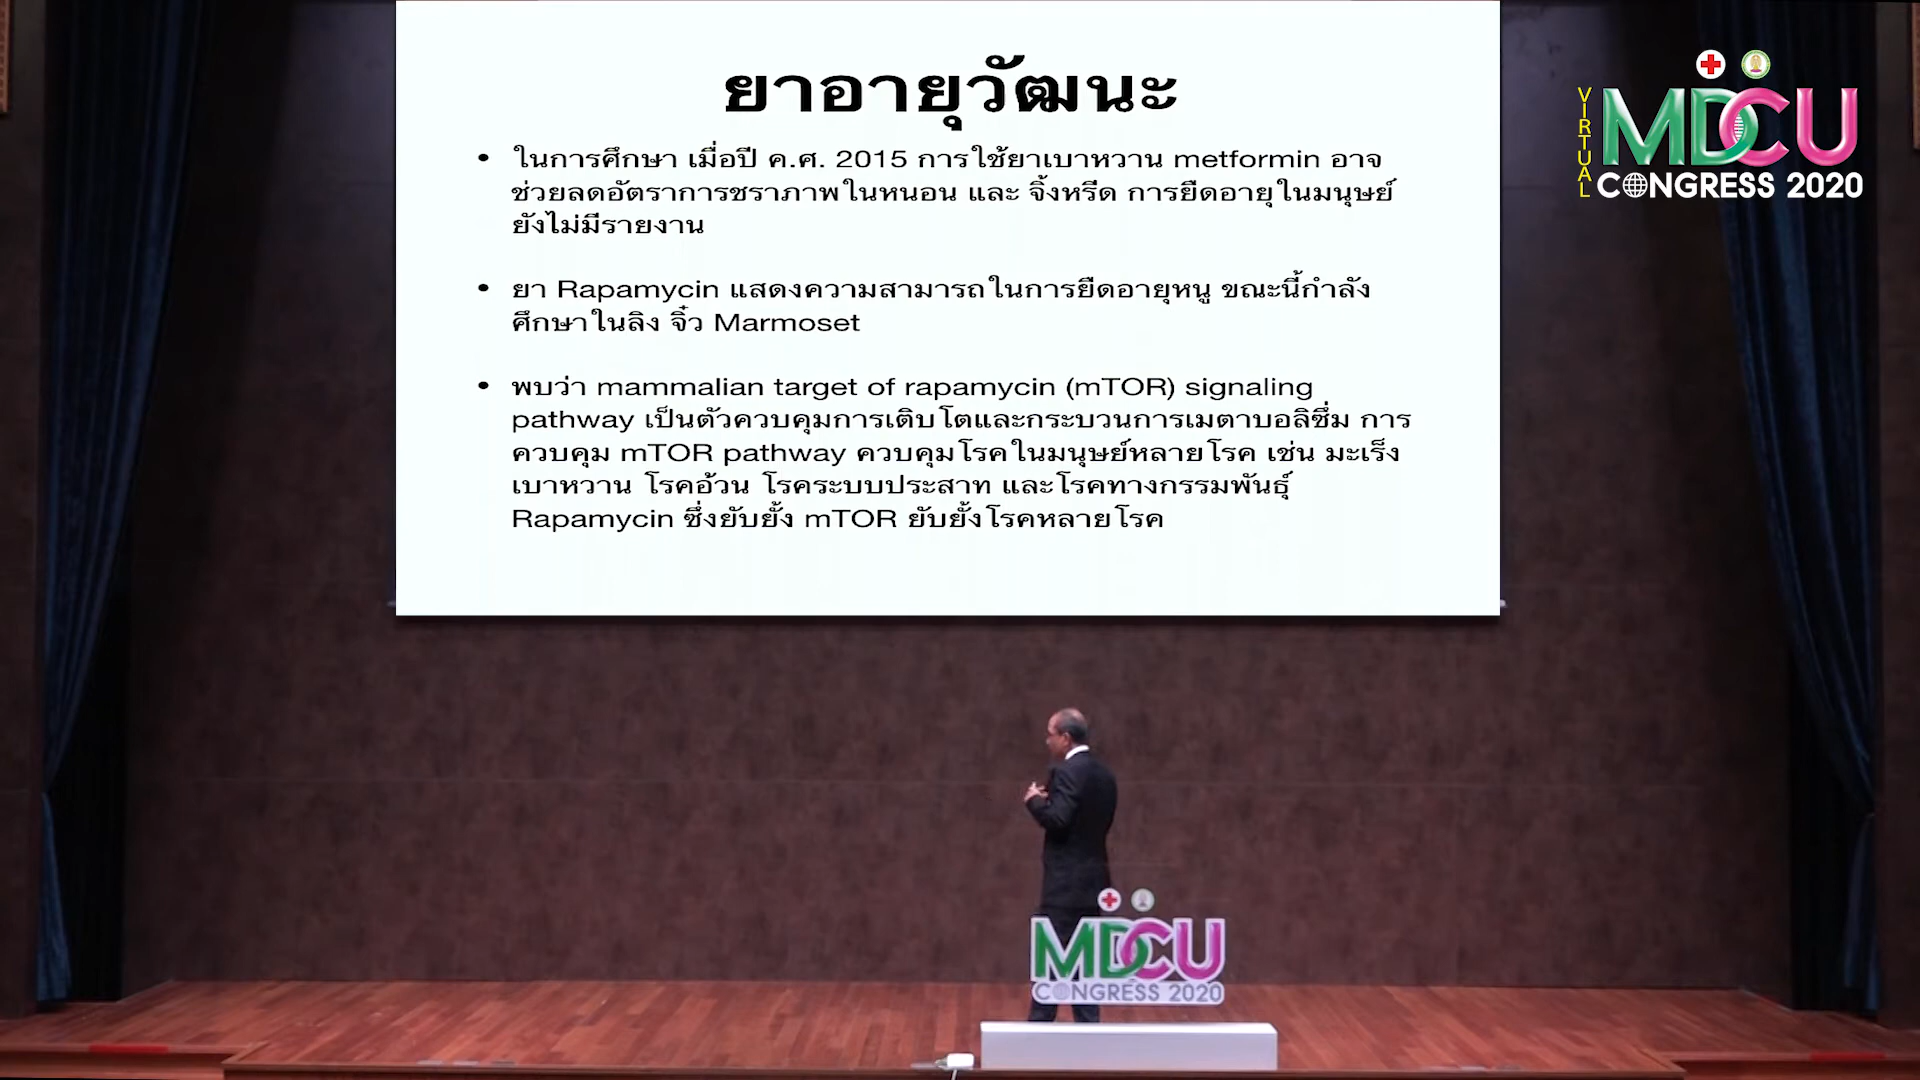 ยาอายุวัฒนะ
• ในการศึกษา เมื่อปี ค.ศ. 2015 การใช้ยาเบาหวาน metformin อาจ
ช่วยลดอัตราการชราภาพในหนอน และ จิ้งหรีด การยืดอายุในมนุษย์
ยังไม่มีรายงาน
• ยา Rapamycin แสดงความสามารถในการยืดอายุหนู ขณะนี้กำลัง
ศึกษาในลิง จิ๋ว Marmoset
• พบว่า mammalian target of rapamycin (mTOR) signaling
pathway เป็นตัวควบคุมการเติบโตและกระบวนการเมตาบอลิซึ่ม การ
ควบคุม mTOR pathway ควบคุมโรคในมนุษย์หลายโรค เช่น มะเร็ง
เบาหวาน โรคอ้วน โรคระบบประสาท และโรคทางกรรมพันธุ์
Rapamycin ซึ่งยับยั้ง mTOR ยับยั้งโรคหลายโรค
VIRTUAL
MDCU
CONGRESS 2020
MDCU
CONGRESS 2020